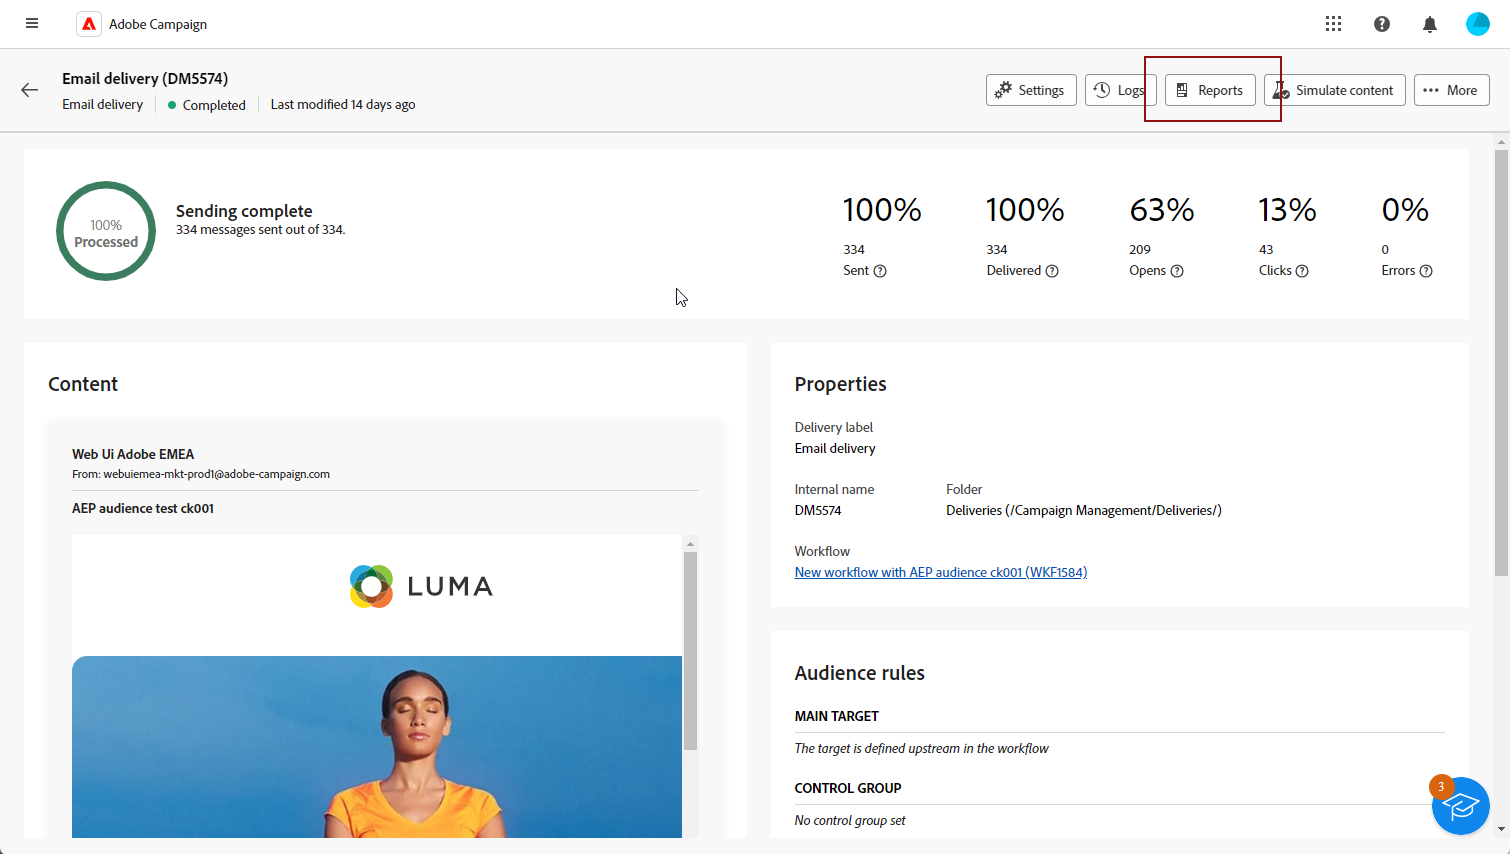 Adobe Campaign
Email delivery (DM5574)
Email delivery Completed Last modified 14 days ago
Settings Logs Reports Simulate content More
100%
Processed
Sending complete
334 messages sent out of 334.
100% 100% 63% 13% 0%
334 334 209 43 0
Sent Delivered Opens Clicks Errors
Content
Web Ui Adobe EMEA
From: webuiemea-mkt-prod1@adobe-campaign.com
AEP audience test ck001
LUMA
Properties
Delivery label
Email delivery
Internal name Folder
DM5574 Deliveries (/Campaign Management/Deliveries/)
Workflow
New workflow with AEP audience ck001 (WKF1584)
Audience rules
MAIN TARGET
The target is defined upstream in the workflow
CONTROL GROUP
No control group set
3